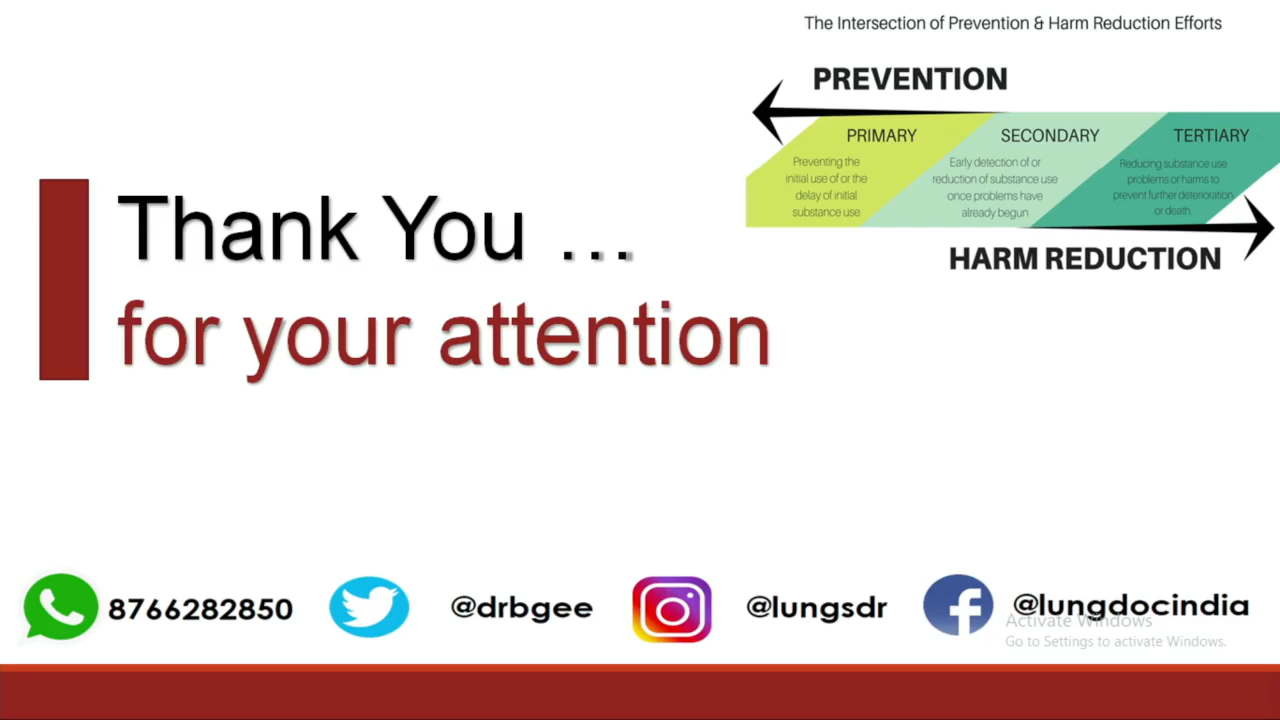 The Intersection of Prevention & Harm Reduction Efforts
PREVENTION
PRIMARY
Preventing the
initial use of or the
delay of initial
substance use
SECONDARY
Early detection of or
reduction of substance use
once problems have
already begun
TERTIARY
Reducing substance use
problems or harms to
prevent further deterioration
or death.
HARM REDUCTION
Thank You ...
for your attention
8766282850
@drbgee
@lungsdr
@lungdocindia
Activate Windows
Go to Settings to activate Windows.